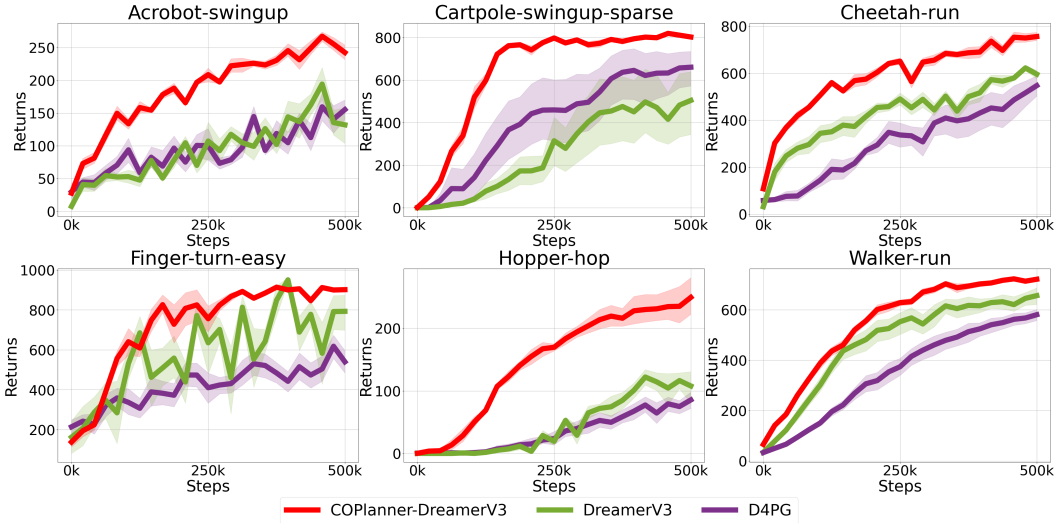 Acrobot-swingup
Cartpole-swingup-sparse
Cheetah-run
Returns
250
200
150
100
50
0
0k
250k
500k
Steps
Returns
800
600
400
200
0
0k
250k
500k
Steps
Returns
800
600
400
200
0
0k
250k
500k
Steps
Finger-turn-easy
Hopper-hop
Walker-run
Returns
1000
800
600
400
200
0k
250k
500k
Steps
Returns
200
100
0
0k
250k
500k
Steps
Returns
600
400
200
0
0k
250k
500k
Steps
COPlanner-DreamerV3
DreamerV3
D4PG